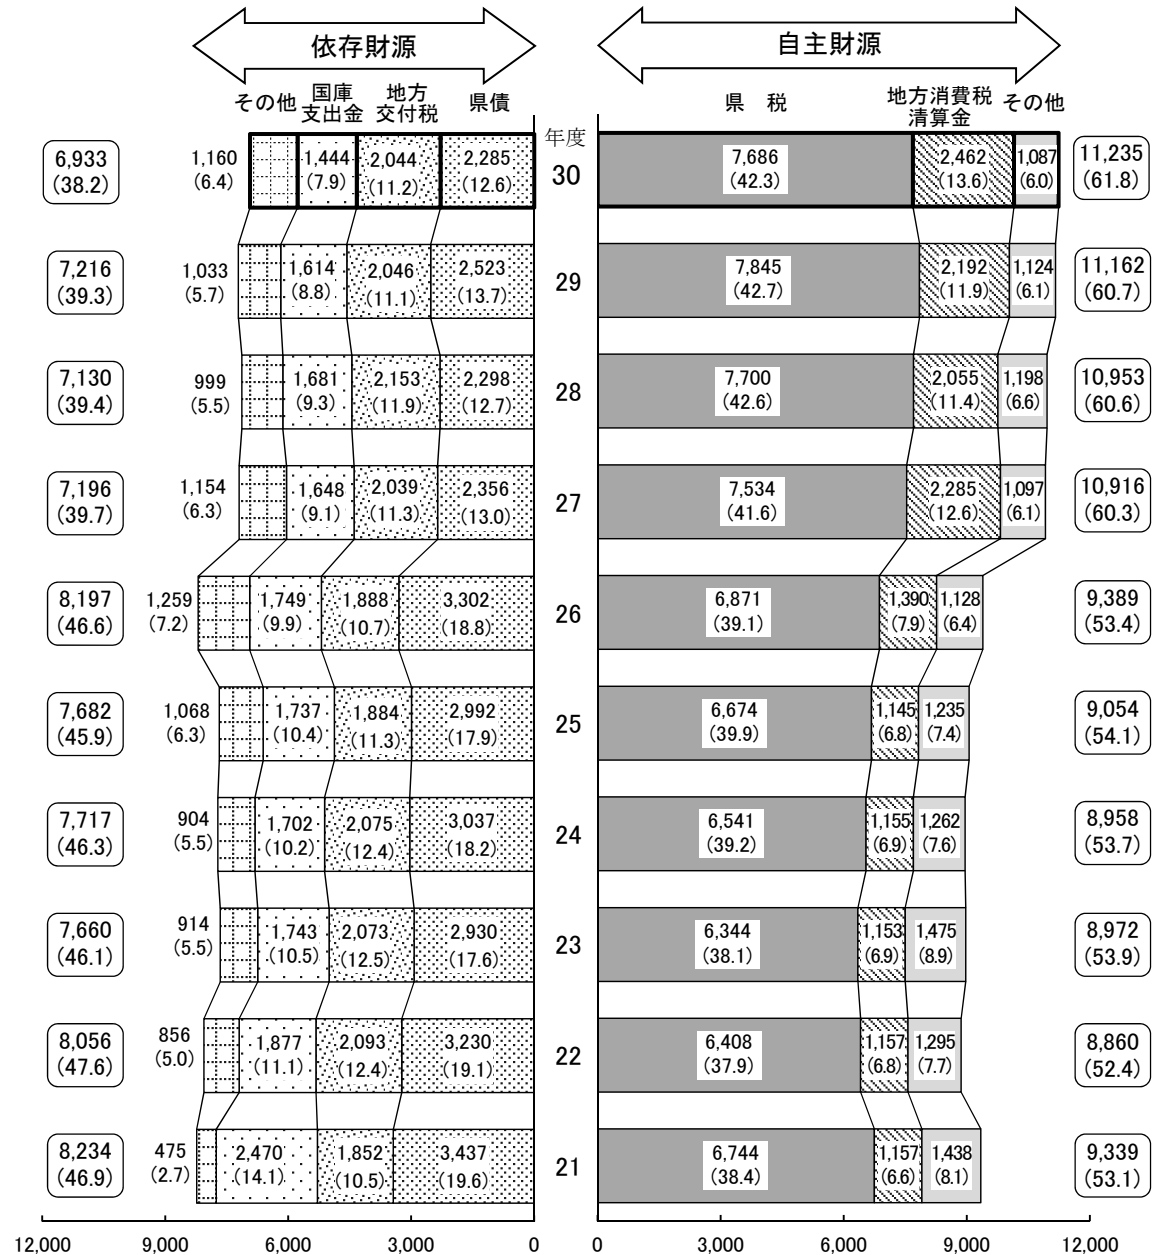 依存財源 自主財源
その他 国庫支出金 地方交付税 県債 年度 県 税 地方消費税清算金 その他
6,933 1,160 1,444 2,044 2,285 30 7,686 2,462 1,087 11,235
(38.2) (6.4) (7.9) (11.2) (12.6) (42.3) (13.6) (6.0) (61.8)
7,216 1,033 1,614 2,046 2,523 29 7,845 2,192 1,124 11,162
(39.3) (5.7) (8.8) (11.1) (13.7) (42.7) (11.9) (6.1) (60.7)
7,130 999 1,681 2,153 2,298 28 7,700 2,055 1,198 10,953
(39.4) (5.5) (9.3) (11.9) (12.7) (42.6) (11.4) (6.6) (60.6)
7,196 1,154 1,648 2,039 2,356 27 7,534 2,285 1,097 10,916
(39.7) (6.3) (9.1) (11.3) (13.0) (41.6) (12.6) (6.1) (60.3)
8,197 1,259 1,749 1,888 3,302 26 6,871 1,390 1,128 9,389
(46.6) (7.2) (9.9) (10.7) (18.8) (39.1) (7.9) (6.4) (53.4)
7,682 1,068 1,737 1,884 2,992 25 6,674 1,145 1,235 9,054
(45.9) (6.3) (10.4) (11.3) (17.9) (39.9) (6.8) (7.4) (54.1)
7,717 904 1,702 2,075 3,037 24 6,541 1,155 1,262 8,958
(46.3) (5.5) (10.2) (12.4) (18.2) (39.2) (6.9) (7.6) (53.7)
7,660 914 1,743 2,073 2,930 23 6,344 1,153 1,475 8,972
(46.1) (5.5) (10.5) (12.5) (17.6) (38.1) (6.9) (8.9) (53.9)
8,056 856 1,877 2,093 3,230 22 6,408 1,157 1,295 8,860
(47.6) (5.0) (11.1) (12.4) (19.1) (37.9) (6.8) (7.7) (52.4)
8,234 475 2,470 1,852 3,437 21 6,744 1,157 1,438 9,339
(46.9) (2.7) (14.1) (10.5) (19.6) (38.4) (6.6) (8.1) (53.1)
12,000 9,000 6,000 3,000 0 0 3,000 6,000 9,000 12,000